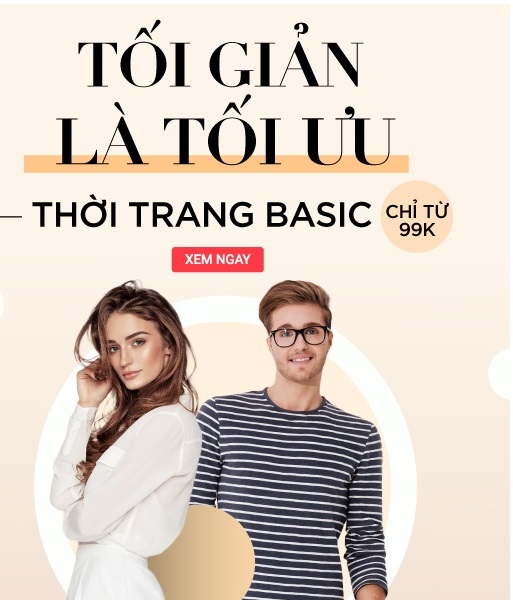 TỐI GIẢN
LÀ TỐI ƯU
THỜI TRANG BASIC
CHỈ TỪ
99K
XEM NGAY